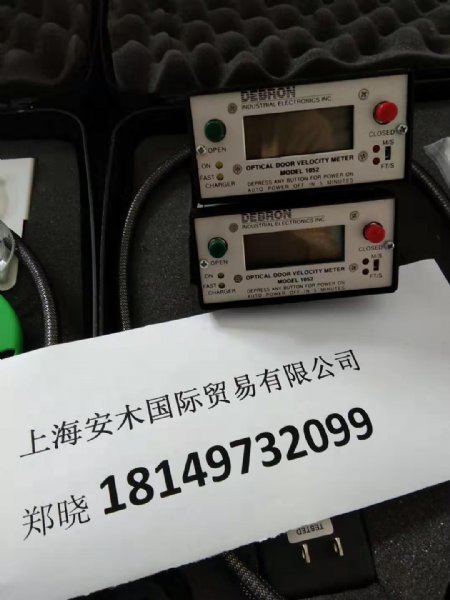 DEBRON
INDUSTRIAL ELECTRONICS INC.
OPEN
CLOSED
ON
FAST
CHARGER
M/S
FT/S
OPTICAL DOOR VELOCITY METER
MODEL 1052
DEPRESS ANY BUTTON FOR POWER ON
AUTO POWER OFF IN 5 MINUTES
DEBRON
INDUSTRIAL ELECTRONICS INC.
OPEN
CLOSED
ON
FAST
CHARGER
M/S
FT/S
OPTICAL DOOR VELOCITY METER
MODEL 1052
DEPRESS ANY BUTTON FOR POWER ON
AUTO POWER OFF IN 5 MINUTES
上海安木国际贸易有限公司
郑晓 18149732099
TESTED